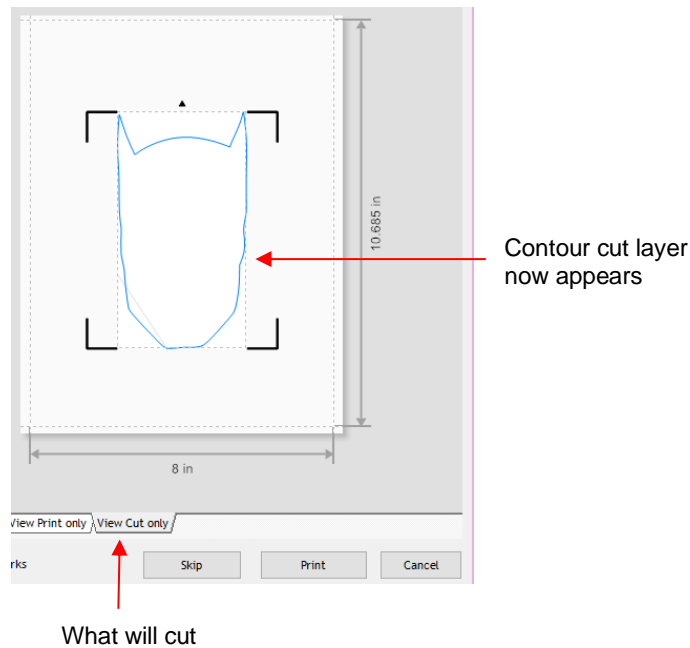 10.685 in
Contour cut layer
now appears
8 in
View Print only View Cut only
rks Skip Print Cancel
What will cut